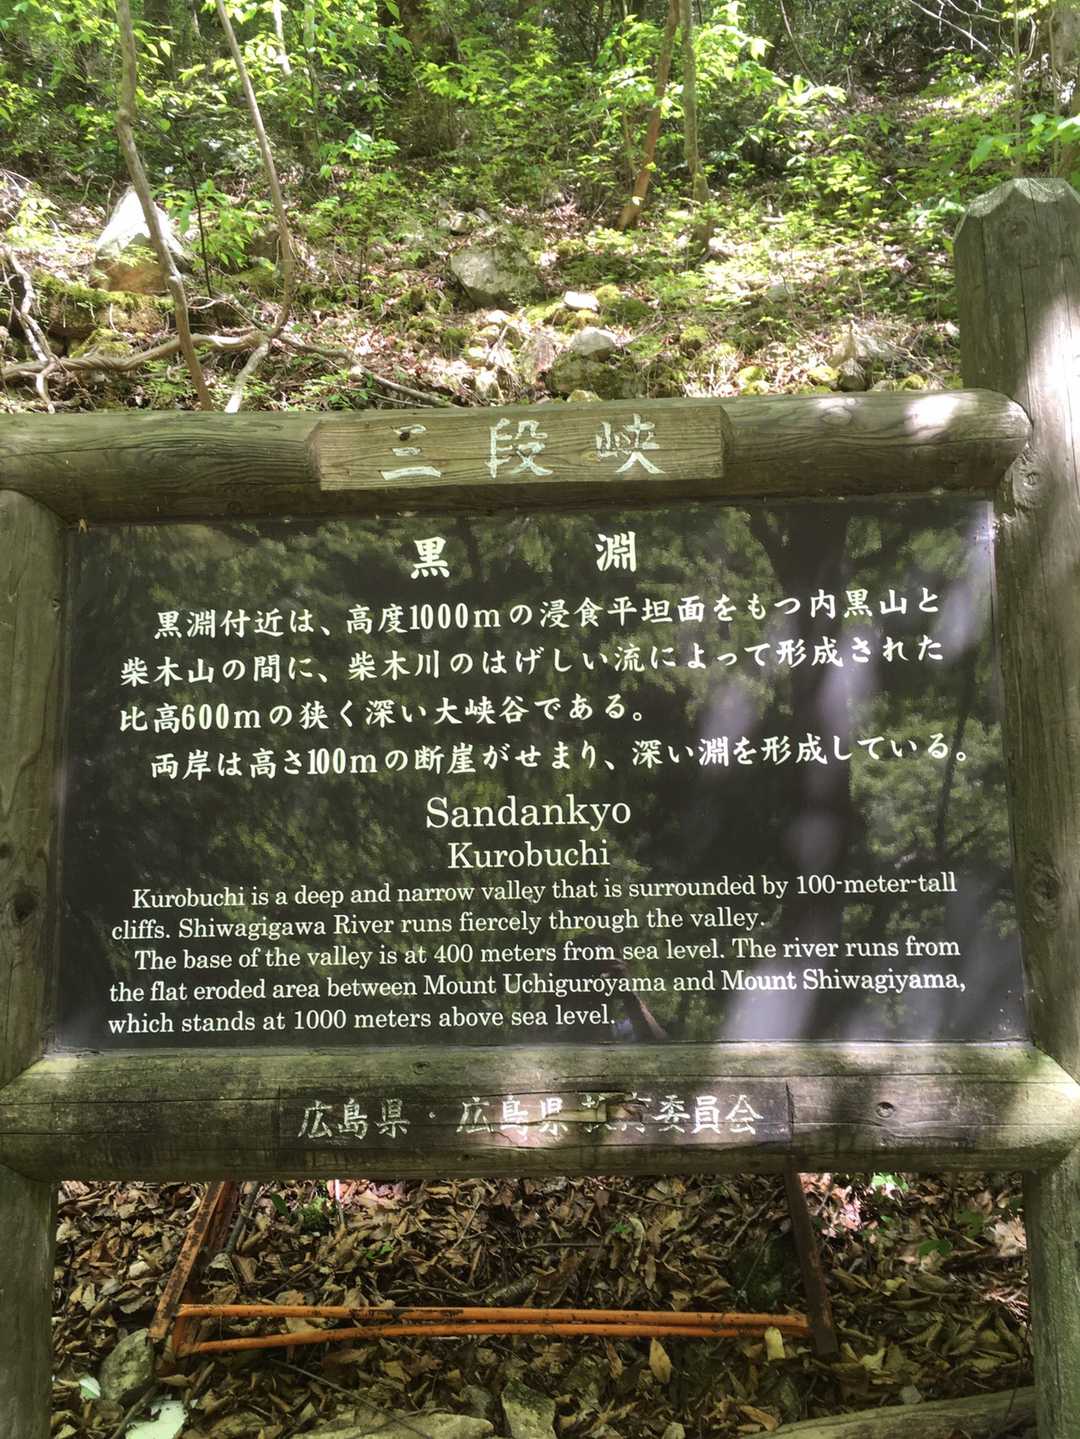 三段峡
黒淵
黒淵付近は、高度1000mの浸食平坦面をもつ内黒山と
柴木山の間に、柴木川のはげしい流によって形成された
比高600mの狭く深い大峡谷である。
両岸は高さ100mの断崖がせまり、深い淵を形成している。
Sandankyo
Kurobuchi
Kurobuchi is a deep and narrow valley that is surrounded by 100-meter-tall
cliffs. Shiwagigawa River runs fiercely through the valley.
The base of the valley is at 400 meters from sea level. The river runs from
the flat eroded area between Mount Uchiguroyama and Mount Shiwagiyama,
which stands at 1000 meters above sea level.
広島県・広島県教育委員会